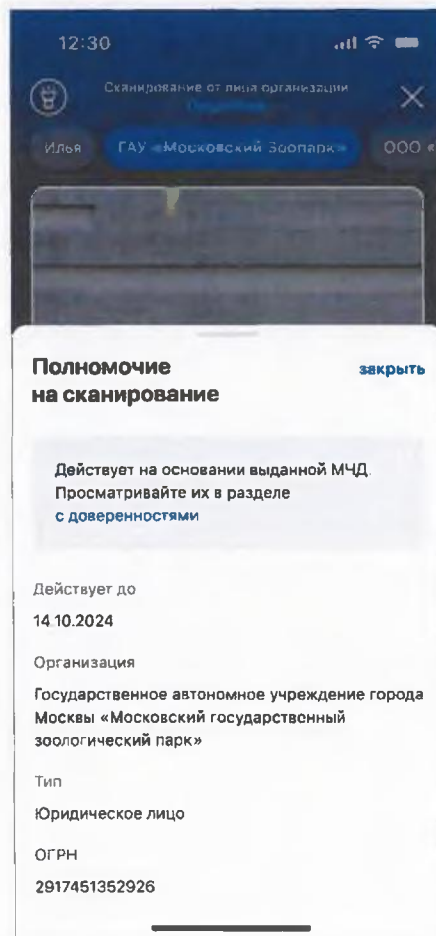 12:30
Сканирование от лица организации
Подробнее
Илья
ГАУ «Московский Зоопарк»
ООО «
Полномочие
на сканирование
закрыть
Действует на основании выданной МЧД.
Просматривайте их в разделе
с доверенностями
Действует до
14.10.2024
Организация
Государственное автономное учреждение города
Москвы «Московский государственный
зоологический парк»
Тип
Юридическое лицо
ОГРН
2917451352926